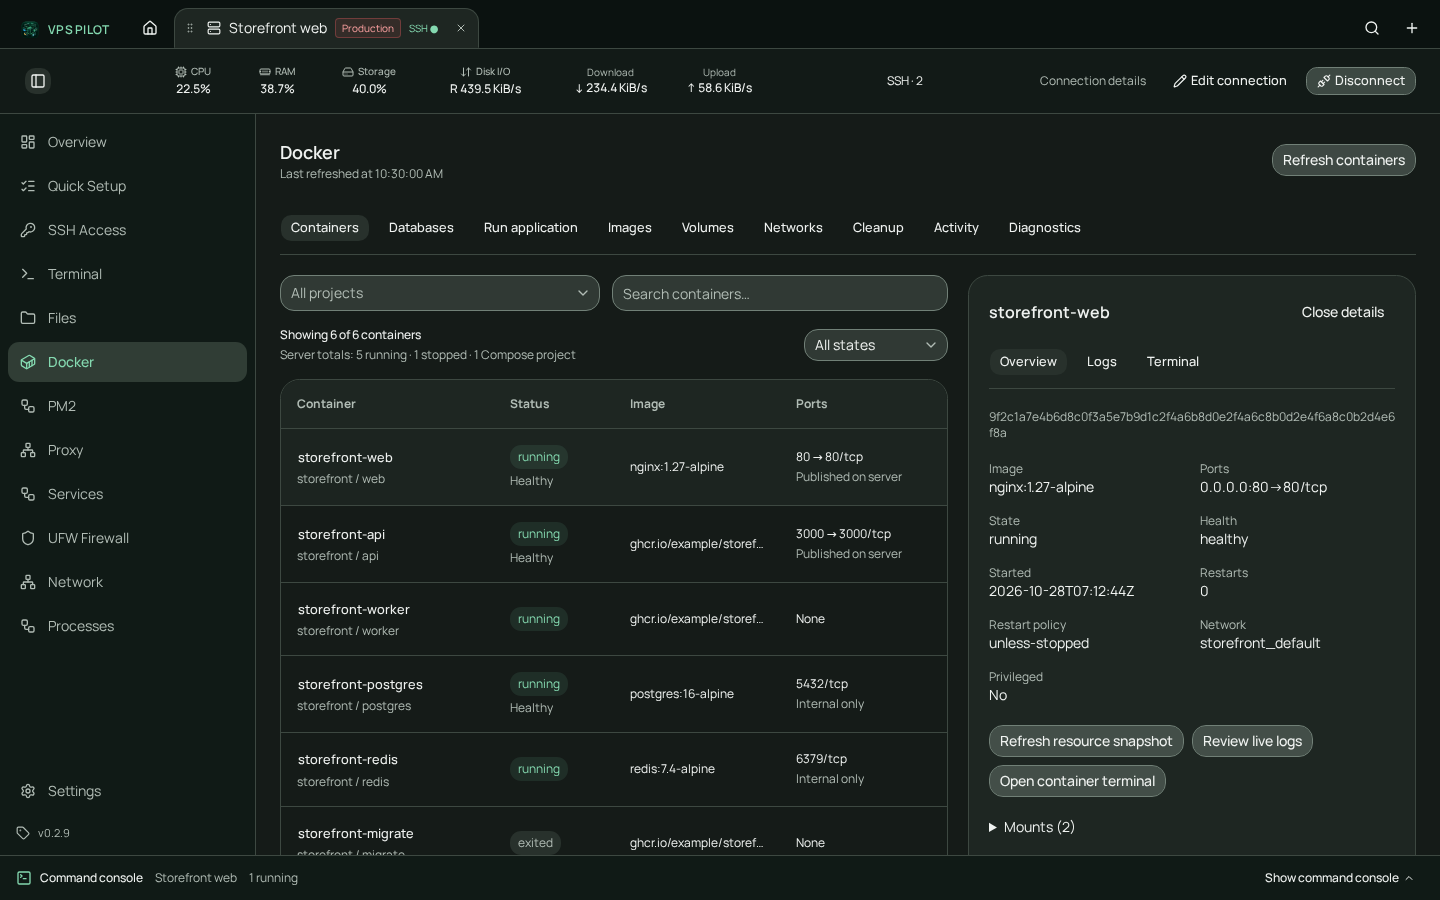 VPS PILOT
Storefront web Production SSH
CPU
22.5%
RAM
38.7%
Storage
40.0%
Disk I/O
R 439.5 KiB/s
Download
↓ 234.4 KiB/s
Upload
↑ 58.6 KiB/s
SSH · 2
Connection details
Edit connection
Disconnect
Overview
Quick Setup
SSH Access
Terminal
Files
Docker
PM2
Proxy
Services
UFW Firewall
Network
Processes
Settings
v0.2.9
Docker
Last refreshed at 10:30:00 AM
Refresh containers
Containers Databases Run application Images Volumes Networks Cleanup Activity Diagnostics
All projects
Search containers...
Showing 6 of 6 containers
Server totals: 5 running · 1 stopped · 1 Compose project
All states
Container Status Image Ports
storefront-web
storefront / web
running
Healthy
nginx:1.27-alpine
80 → 80/tcp
Published on server
storefront-api
storefront / api
running
Healthy
ghcr.io/example/storef...
3000 → 3000/tcp
Published on server
storefront-worker
storefront / worker
running
ghcr.io/example/storef...
None
storefront-postgres
storefront / postgres
running
Healthy
postgres:16-alpine
5432/tcp
Internal only
storefront-redis
storefront / redis
running
redis:7.4-alpine
6379/tcp
Internal only
storefront-migrate
storefront / migrate
exited
ghcr.io/example/storef...
None
storefront-web
Close details
Overview Logs Terminal
9f2c1a7e4b6d8c0f3a5e7b9d1c2f4a6b8d0e2f4a6c8b0d2e4f6a8c0b2d4e6
f8a
Image
nginx:1.27-alpine
Ports
0.0.0.0:80→80/tcp
State
running
Health
healthy
Started
2026-10-28T07:12:44Z
Restarts
0
Restart policy
unless-stopped
Network
storefront_default
Privileged
No
Refresh resource snapshot
Review live logs
Open container terminal
Mounts (2)
Command console Storefront web 1 running
Show command console